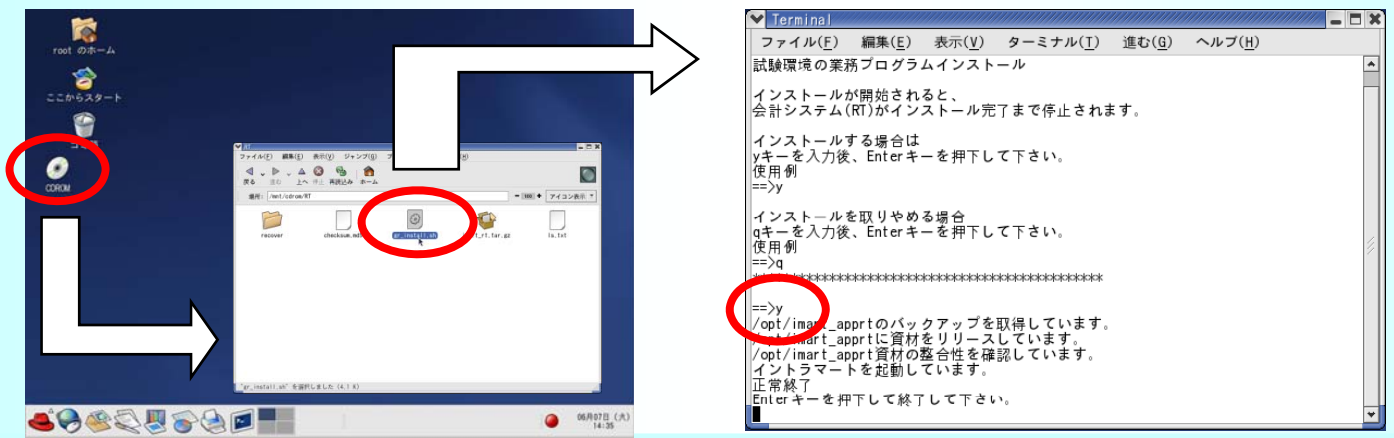 root のホーム
ここからスタート
CDROM
ファイル(F) 編集(E) 表示(V) ジャンプ(G)
戻る 進む 上へ 停止 再読込み ホーム
場所: /mnt/cdrom/RT
100
アイコン表示
recover
gr_install.sh
ls.txt
"gr_install.sh" を選択しました (4.1 K)
06月07日 (火)
14:35
Terminal
ファイル(F) 編集(E) 表示(V) ターミナル(T) 進む(G) ヘルプ(H)
試験環境の業務プログラムインストール
インストールが開始されると、
会計システム(RT)がインストール完了まで停止されます。
インストールする場合は
yキーを入力後、Enterキーを押下して下さい。
使用例
==>y
インストールを取りやめる場合
qキーを入力後、Enterキーを押下して下さい。
使用例
==>q
*******************************************
==>y
/opt/imart_apprtのバックアップを取得しています。
/opt/imart_apprtに資材をリリースしています。
/opt/imart_apprt資材の整合性を確認しています。
イントラマートを起動しています。
正常終了
Enterキーを押下して終了して下さい。